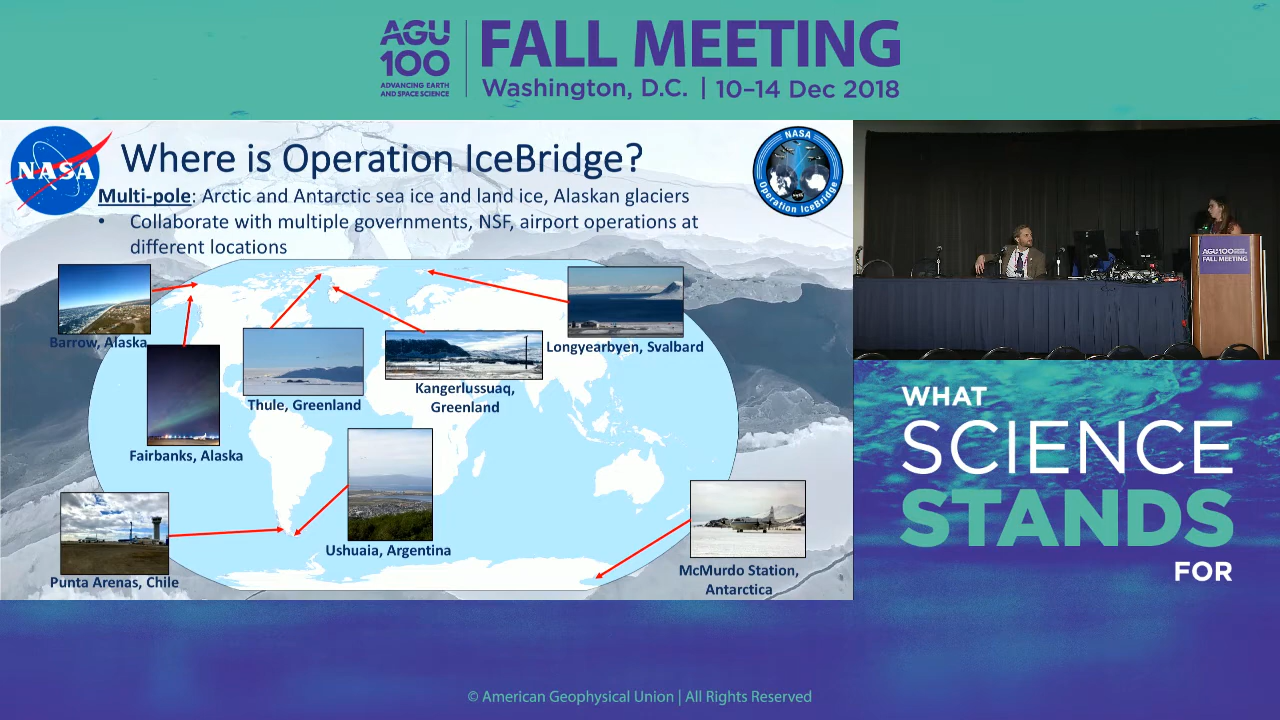 AGU
100
ADVANCING EARTH
AND SPACE SCIENCE
FALL MEETING
Washington, D.C. | 10–14 Dec 2018
NASA
Where is Operation IceBridge?
NASA
Operation IceBridge
Multi-pole: Arctic and Antarctic sea ice and land ice, Alaskan glaciers
• Collaborate with multiple governments, NSF, airport operations at
different locations
Barrow, Alaska
Longyearbyen, Svalbard
Thule, Greenland
Kangerlussuaq,
Greenland
Fairbanks, Alaska
Ushuaia, Argentina
Punta Arenas, Chile
McMurdo Station,
Antarctica
AGU100
FALL MEETING
WHAT
SCIENCE
STANDS
FOR
© American Geophysical Union | All Rights Reserved